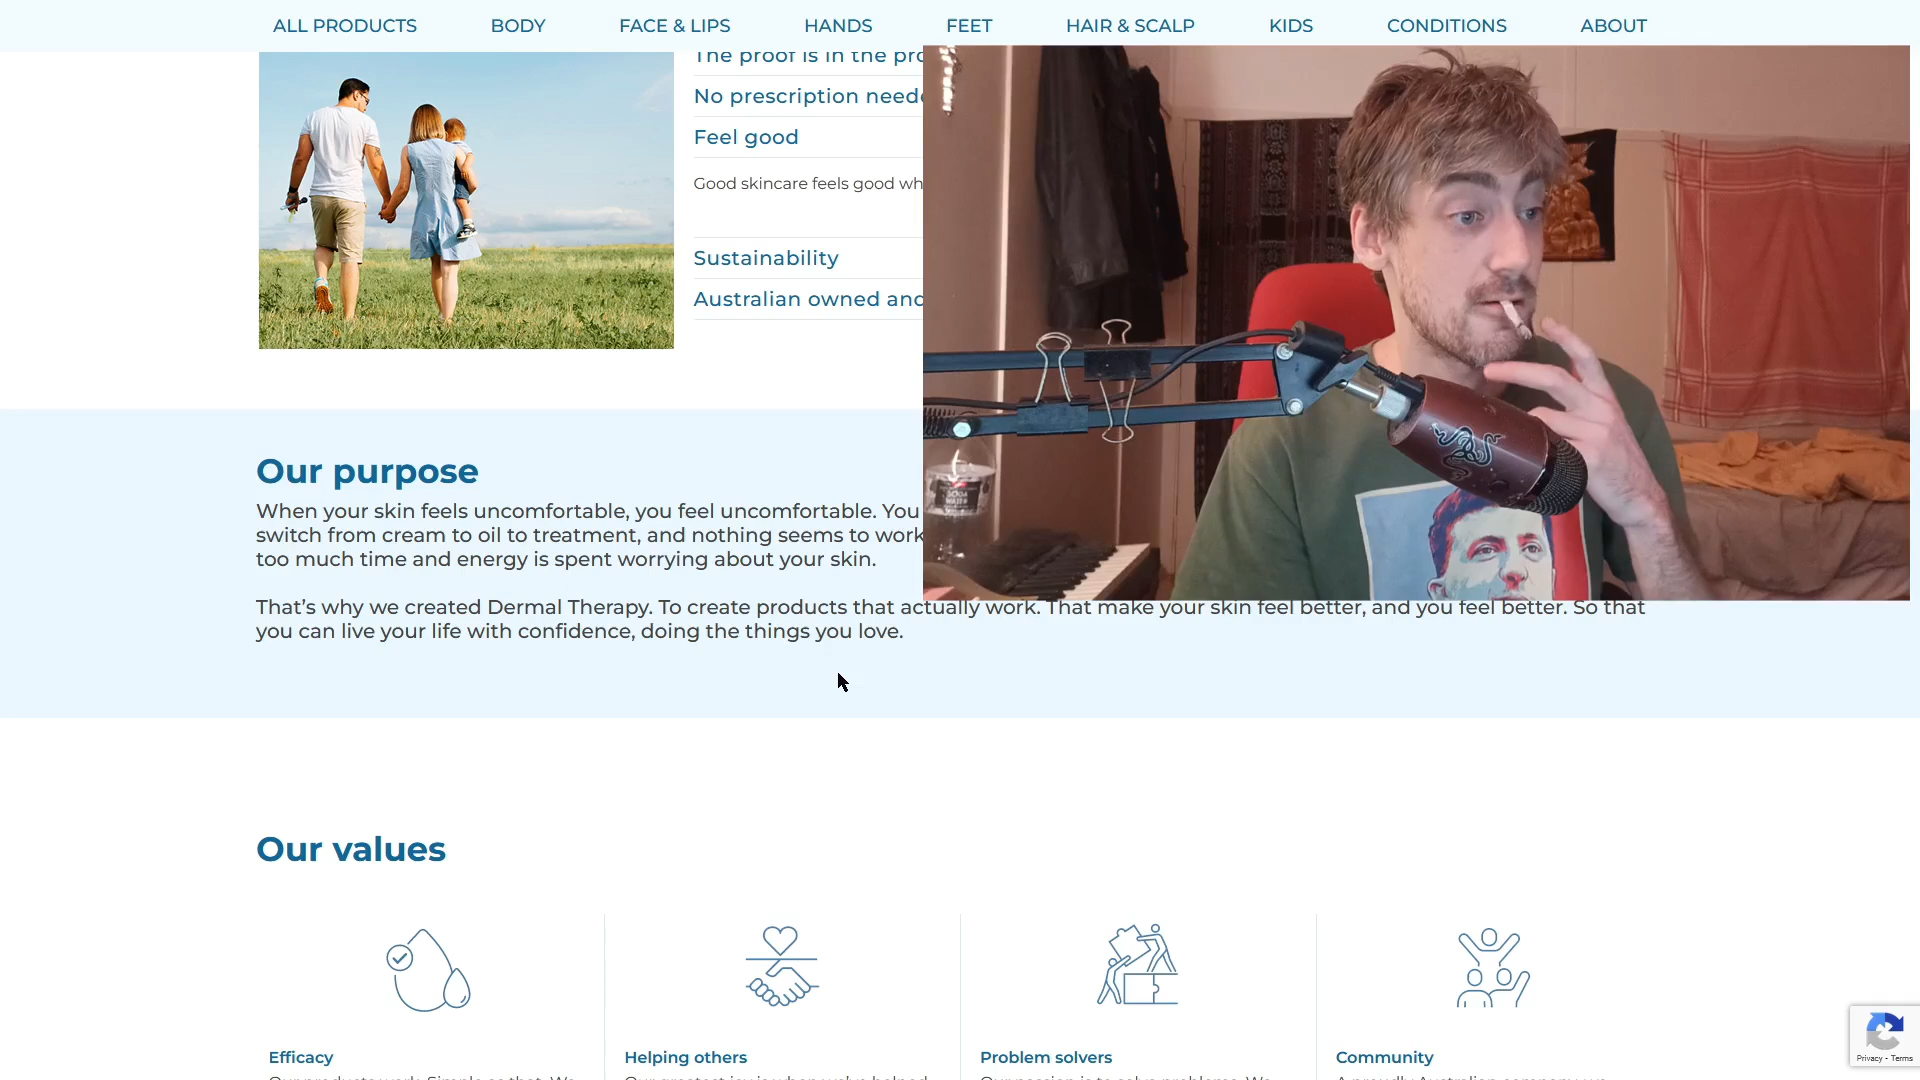 ALL PRODUCTS BODY FACE & LIPS HANDS FEET HAIR & SCALP KIDS CONDITIONS ABOUT
The proof is in the
No prescription
Feel good
Good skincare feels good
Sustainability
Australian owned
Our purpose
When your skin feels uncomfortable, you feel uncomfortable. You
switch from cream to oil to treatment, and nothing seems to work
too much time and energy is spent worrying about your skin.
That’s why we created Dermal Therapy. To create products that actually work. That make your skin feel better, and you feel better. So that
you can live your life with confidence, doing the things you love.
SODA
WATER
Our values
Efficacy
Helping others
Problem solvers
Community
Privacy - Terms